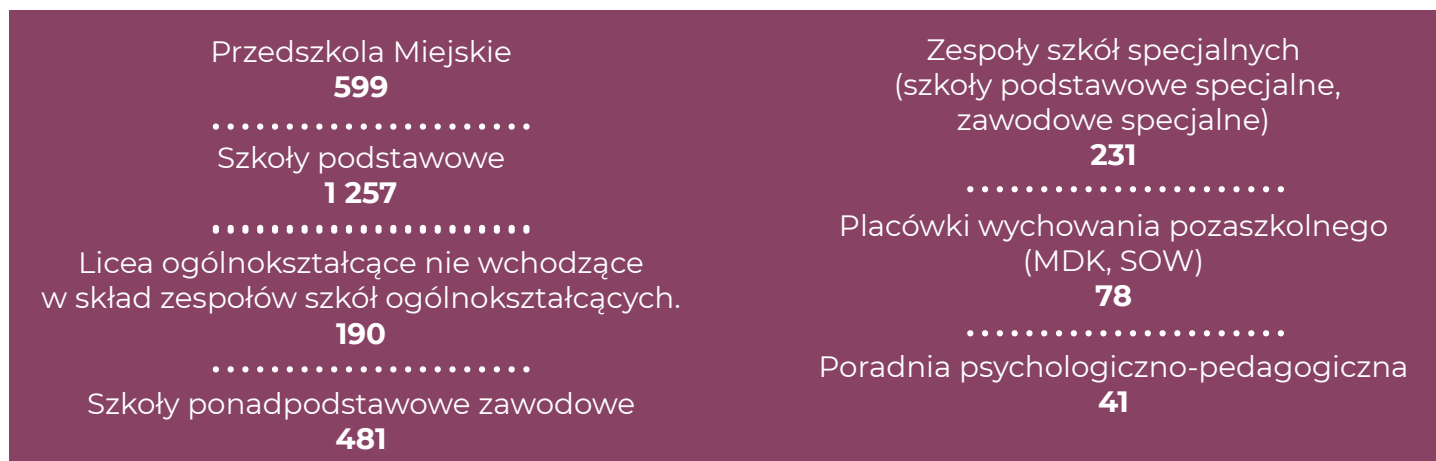 Przedszkola Miejskie
599
Szkoły podstawowe
1 257
Licea ogólnokształcące nie wchodzące
w skład zespołów szkół ogólnokształcących.
190
Szkoły ponadpodstawowe zawodowe
481
Zespoły szkół specjalnych
(szkoły podstawowe specjalne,
zawodowe specjalne)
231
Placówki wychowania pozaszkolnego
(MDK, SOW)
78
Poradnia psychologiczno-pedagogiczna
41